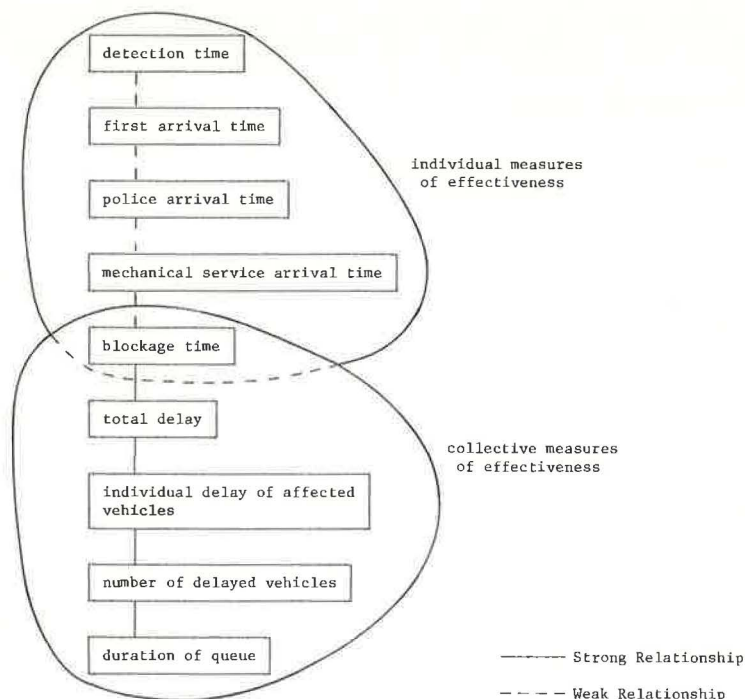 detection time
first arrival time
individual measures
of effectiveness
police arrival time
mechanical service arrival time
blockage time
total delay
collective measures
of effectiveness
individual delay of affected
vehicles
number of delayed vehicles
duration of queue
Strong Relationship
Weak Relationship